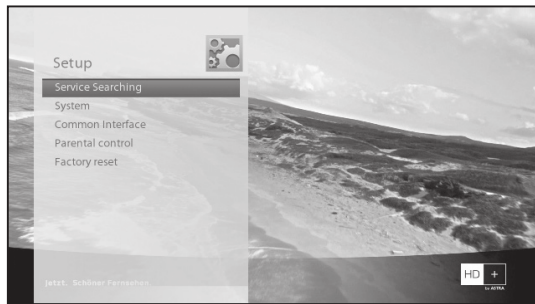 Setup
Service Searching
System
Common Interface
Parental control
Factory reset
Jetzt. Schöner Fernsehen
HD +
by ASTRA